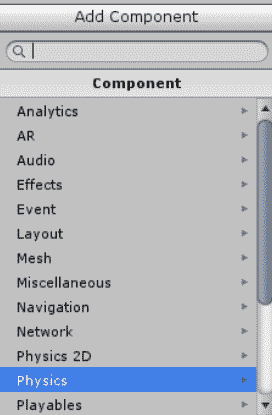 Add Component
Component
Analytics
AR
Audio
Effects
Event
Layout
Mesh
Miscellaneous
Navigation
Network
Physics 2D
Physics
Playables